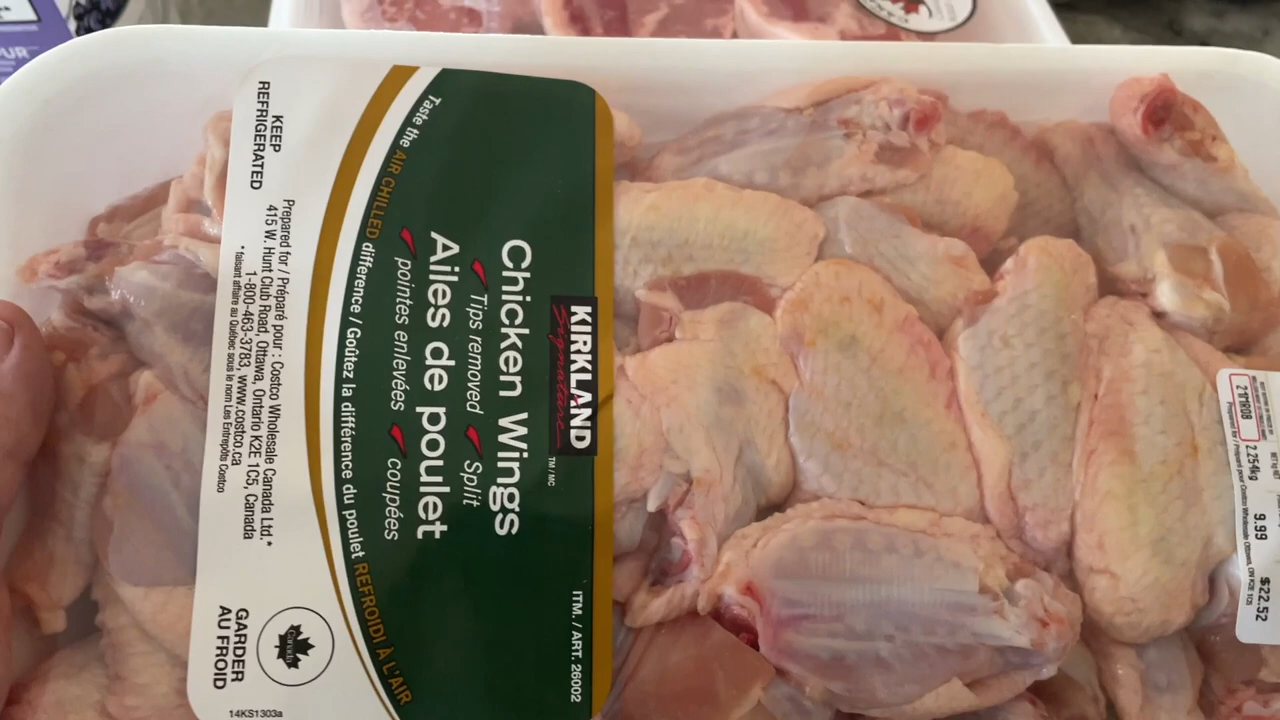 KIRKLAND
Signature
TM / MC
Chicken Wings
Tips removed Split
Ailes de poulet
pointes enlevées coupées
ITM. / ART. 26002
Taste the AIR CHILLED difference / Goûtez la différence du poulet REFROIDI À L'AIR
KEEP
REFRIGERATED
Prepared for / Préparé pour : Costco Wholesale Canada Ltd.*
415 W. Hunt Club Road, Ottawa, Ontario K2E 1C5, Canada
1-800-463-3783, www.costco.ca
*faisant affaire au Québec sous le nom Les Entrepôts Costco
Canada
GARDER
AU FROID
14KS1303a
2.254kg 9.99 $22.52